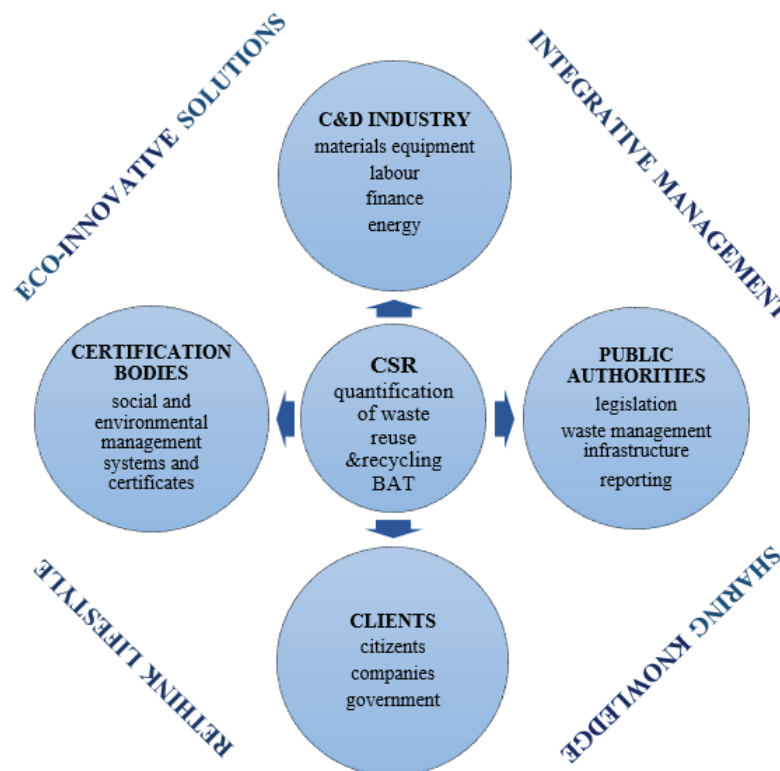 ECO-INNOVATIVE SOLUTIONS
INTEGRATIVE MANAGEMENT
C&D INDUSTRY
materials equipment
labour
finance
energy
CERTIFICATION
BODIES
social and
environmental
management
systems and
certificates
CSR
quantification
of waste
reuse
&recycling
BAT
PUBLIC
AUTHORITIES
legislation
waste management
infrastructure
reporting
CLIENTS
citizents
companies
government
RETHINK LIFESTYLE
SHARING KNOWLEDGE